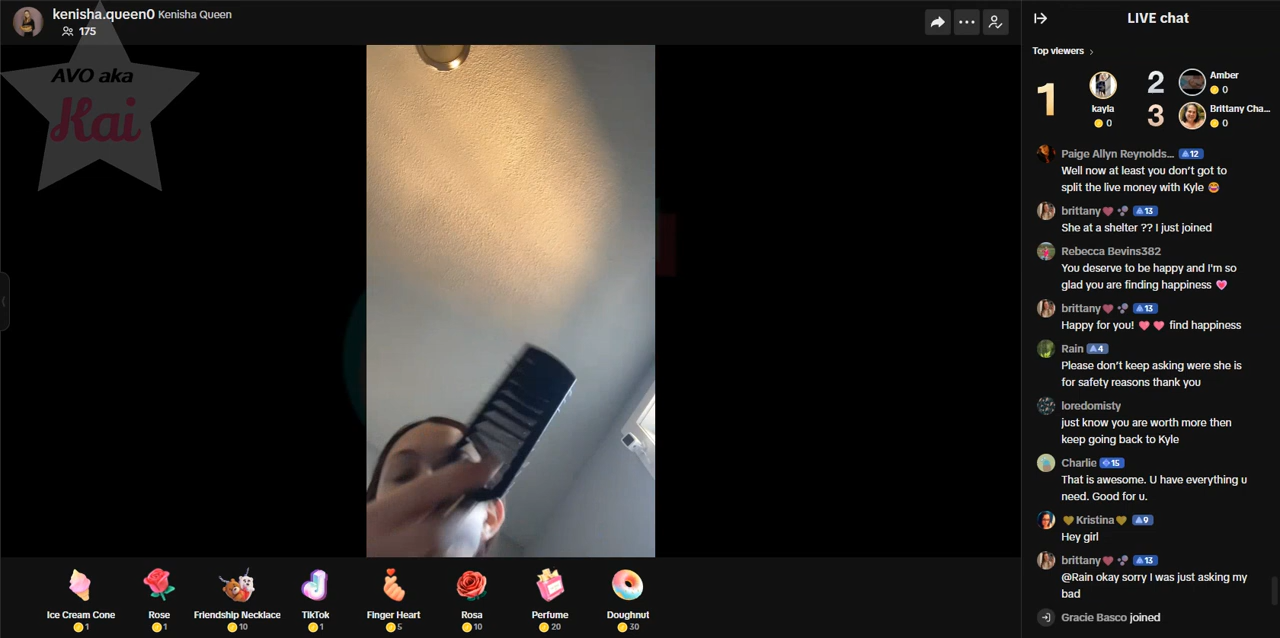 kenisha.queen0 Kenisha Queen
175
AVO aka
Kai
LIVE chat
Top viewers >
1
kayla
0
2
Amber
0
3
Brittany Cha...
0
Paige Allyn Reynolds... 12
Well now at least you don't got to
split the live money with Kyle 🤩
brittany❤️ 13
She at a shelter ?? I just joined
Rebecca Bevins382
You deserve to be happy and I'm so
glad you are finding happiness 💗
brittany❤️ 13
Happy for you! ❤️ ❤️ find happiness
Rain 4
Please don't keep asking were she is
for safety reasons thank you
loredomisty
just know you are worth more then
keep going back to Kyle
Charlie 15
That is awesome. U have everything u
need. Good for u.
💛Kristina💛 9
Hey girl
brittany❤️ 13
@Rain okay sorry I was just asking my
bad
Gracie Basco joined
Ice Cream Cone
1
Rose
1
Friendship Necklace
10
TikTok
1
Finger Heart
5
Rosa
10
Perfume
20
Doughnut
30